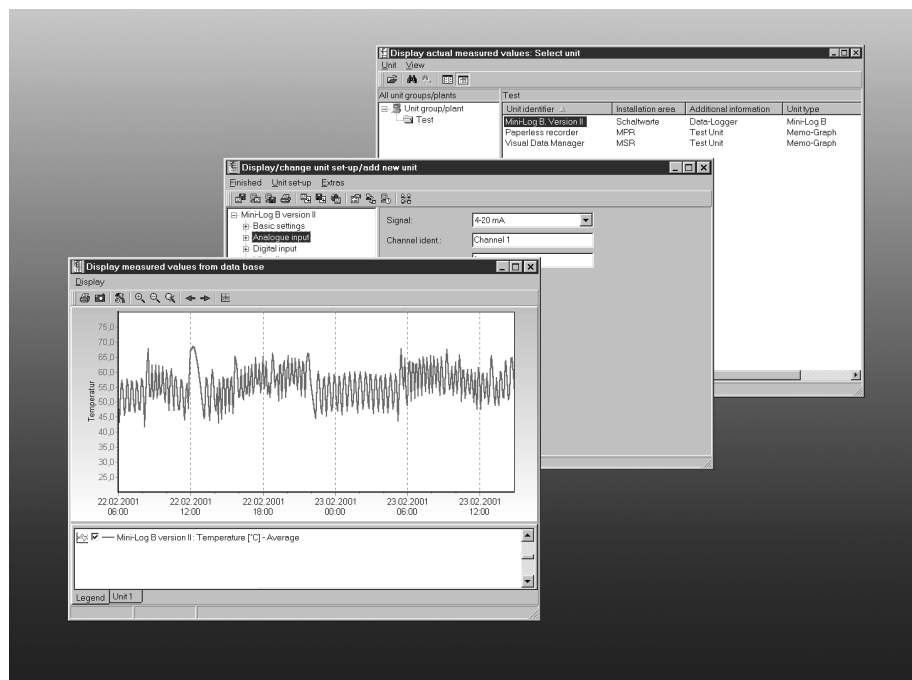 Display actual measured values: Select unit
Unit View
All unit groups/plants Test
Unit group/plant
Test
Unit identifier Installation area Additional information Unit type
Mini-Log B, Version II Schaltwarte Data-Logger Mini-Log B
Paperless recorder MPR Test Unit Memo-Graph
Visual Data Manager MSR Test Unit Memo-Graph
Display/change unit set-up/add new unit
Finished Unit set-up Extras
Mini-Log B version II
Basic settings
Analogue input
Digital input
Signal: 4-20 mA
Channel ident.: Channel 1
Display measured values from data base
Display
Temperatur
75,0
70,0
65,0
60,0
55,0
50,0
45,0
40,0
35,0
30,0
25,0
22.02.2001 22.02.2001 22.02.2001 23.02.2001 23.02.2001 23.02.2001
06:00 12:00 18:00 00:00 06:00 12:00
Mini-Log B version II: Temperature [°C] - Average
Legend Unit 1